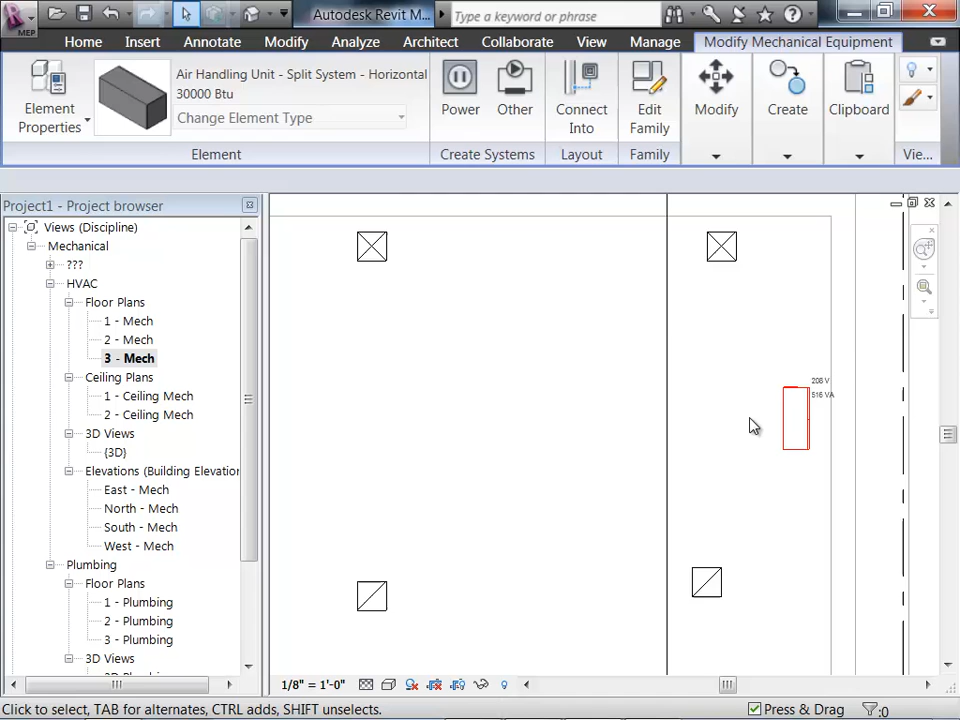 Autodesk Revit M...
Type a keyword or phrase
MEP
Home
Insert
Annotate
Modify
Analyze
Architect
Collaborate
View
Manage
Modify Mechanical Equipment
Element
Properties
Air Handling Unit - Split System - Horizontal
30000 Btu
Change Element Type
Power
Other
Connect
Into
Edit
Family
Modify
Create
Clipboard
Element
Create Systems
Layout
Family
Vie...
Project1 - Project browser
Views (Discipline)
Mechanical
???
HVAC
Floor Plans
1 - Mech
2 - Mech
3 - Mech
Ceiling Plans
1 - Ceiling Mech
2 - Ceiling Mech
3D Views
{3D}
Elevations (Building Elevation
East - Mech
North - Mech
South - Mech
West - Mech
Plumbing
Floor Plans
1 - Plumbing
2 - Plumbing
3 - Plumbing
3D Views
208 V
516 VA
1/8" = 1'-0"
Click to select, TAB for alternates, CTRL adds, SHIFT unselects.
Press & Drag
:0